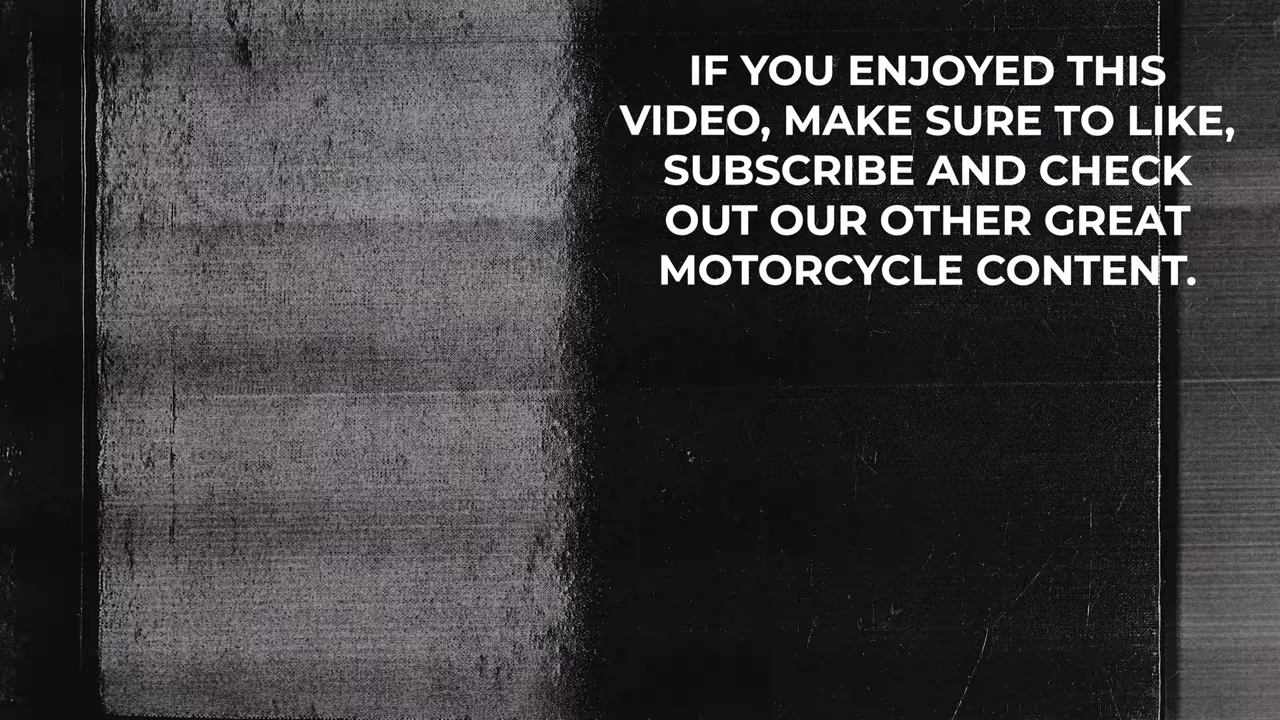 IF YOU ENJOYED THIS
VIDEO, MAKE SURE TO LIKE,
SUBSCRIBE AND CHECK
OUT OUR OTHER GREAT
MOTORCYCLE CONTENT.